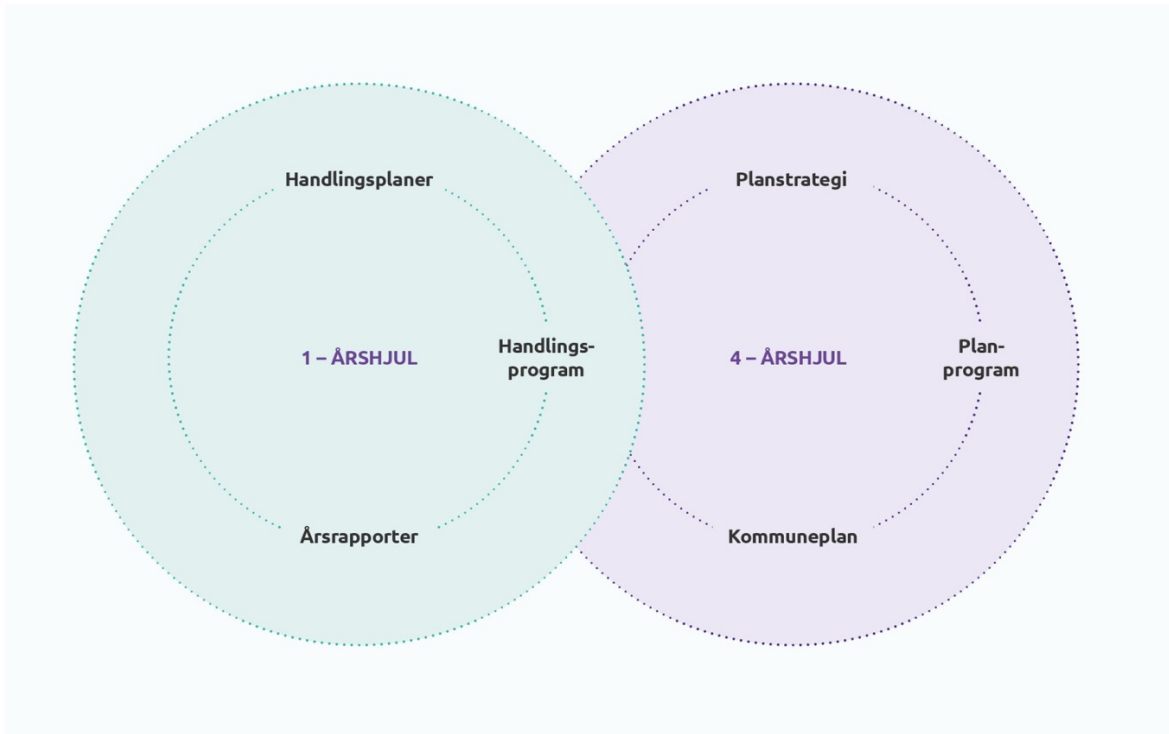 Handlingsplaner
1 – ÅRSHJUL
Handlings-
program
Årsrapporter
Planstrategi
4 – ÅRSHJUL
Plan-
program
Kommuneplan